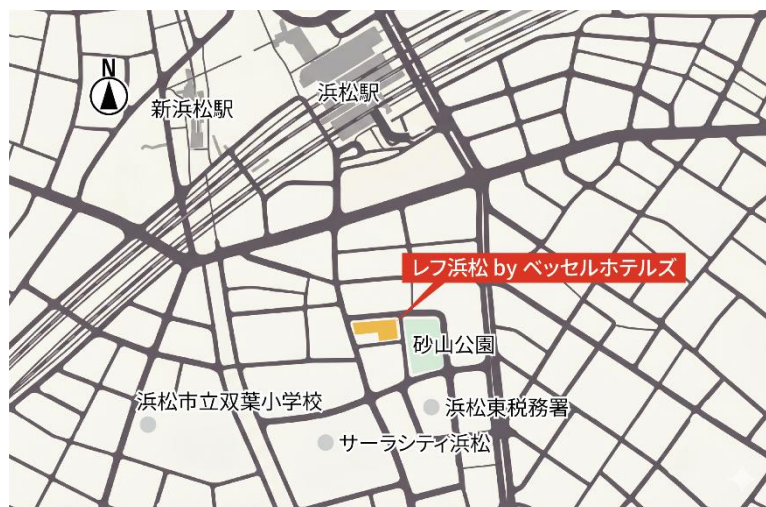 N
新浜松駅
浜松駅
レフ浜松 by ベッセルホテルズ
砂山公園
浜松市立双葉小学校
浜松東税務署
サーラシティ浜松